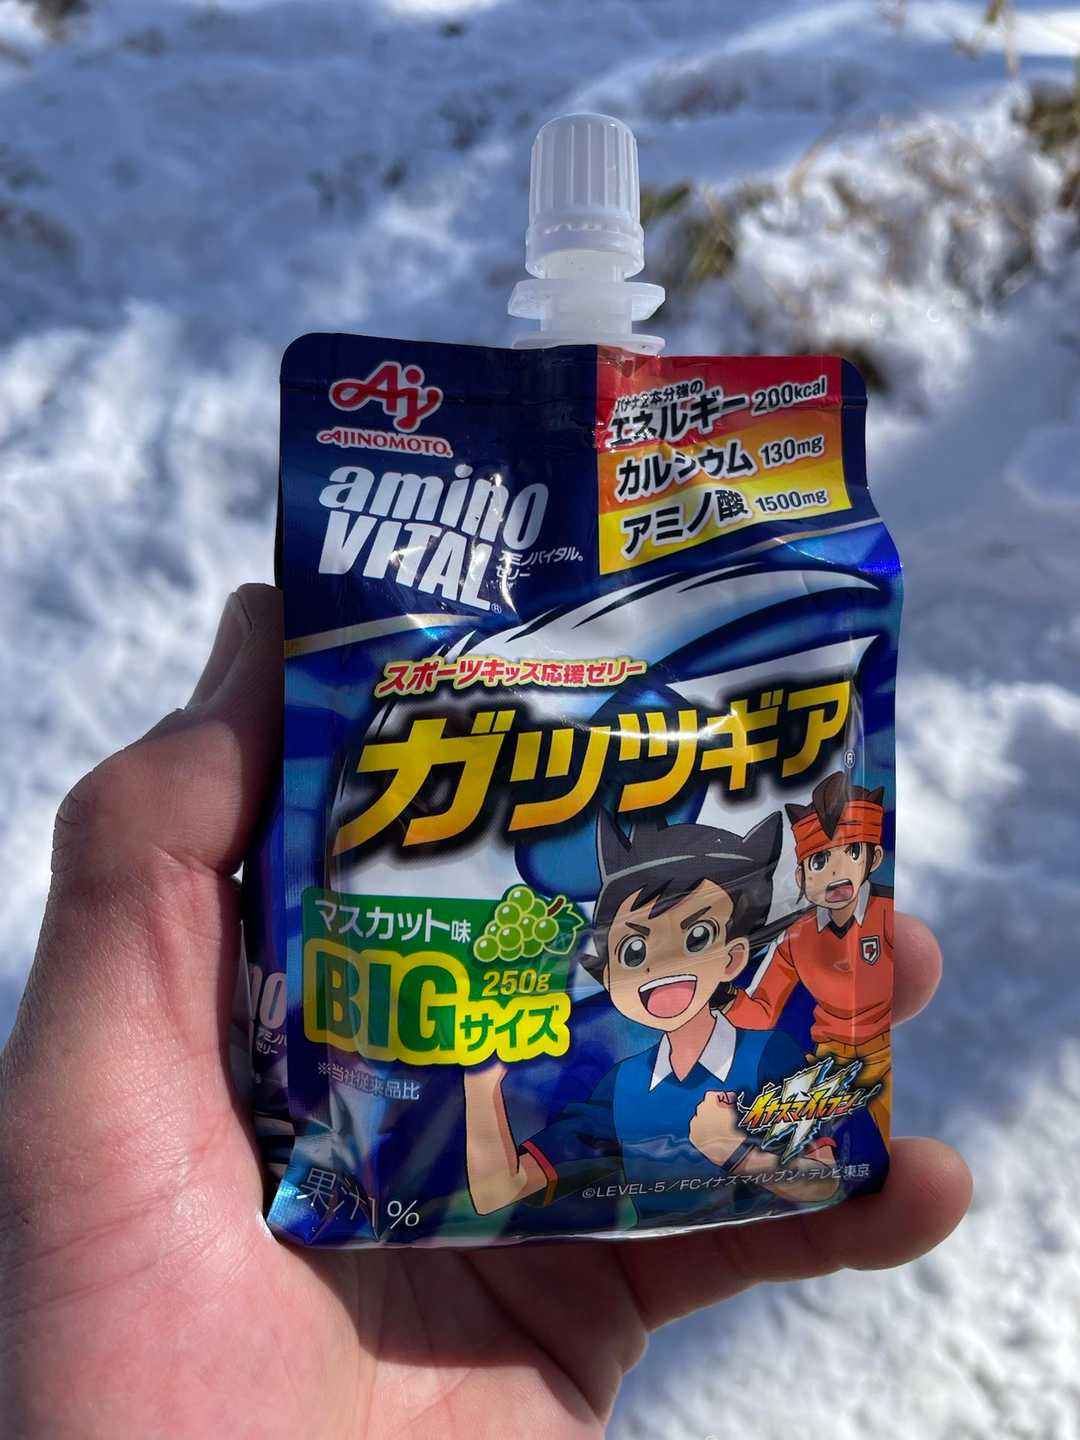 Aj
AJINOMOTO®
amino
VITAL®
アミノバイタル®
ゼリー
バナナ2本分強の
エネルギー 200kcal
カルシウム 130mg
アミノ酸 1500mg
スポーツキッズ応援ゼリー
ガッツギア®
マスカット味
BIGサイズ
250g
※当社従来品比
イナズマイレブン
果汁1%
©LEVEL-5/FCイナズマイレブン・テレビ東京